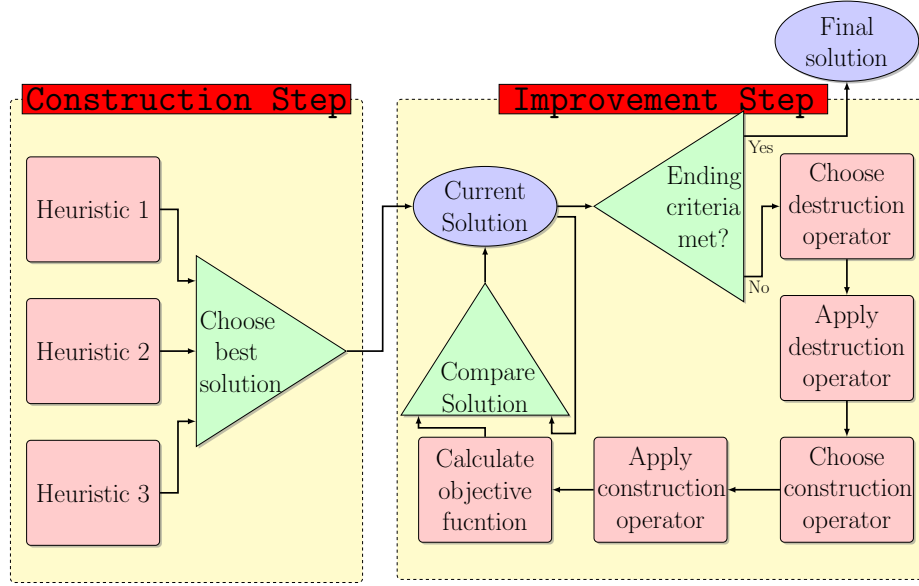 Final
solution
Construction Step
Improvement Step
Heuristic 1
Heuristic 2
Heuristic 3
Choose
best
solution
Current
Solution
Ending
criteria
met?
Yes
No
Choose
destruction
operator
Apply
destruction
operator
Choose
construction
operator
Apply
construction
operator
Calculate
objective
fucntion
Compare
Solution